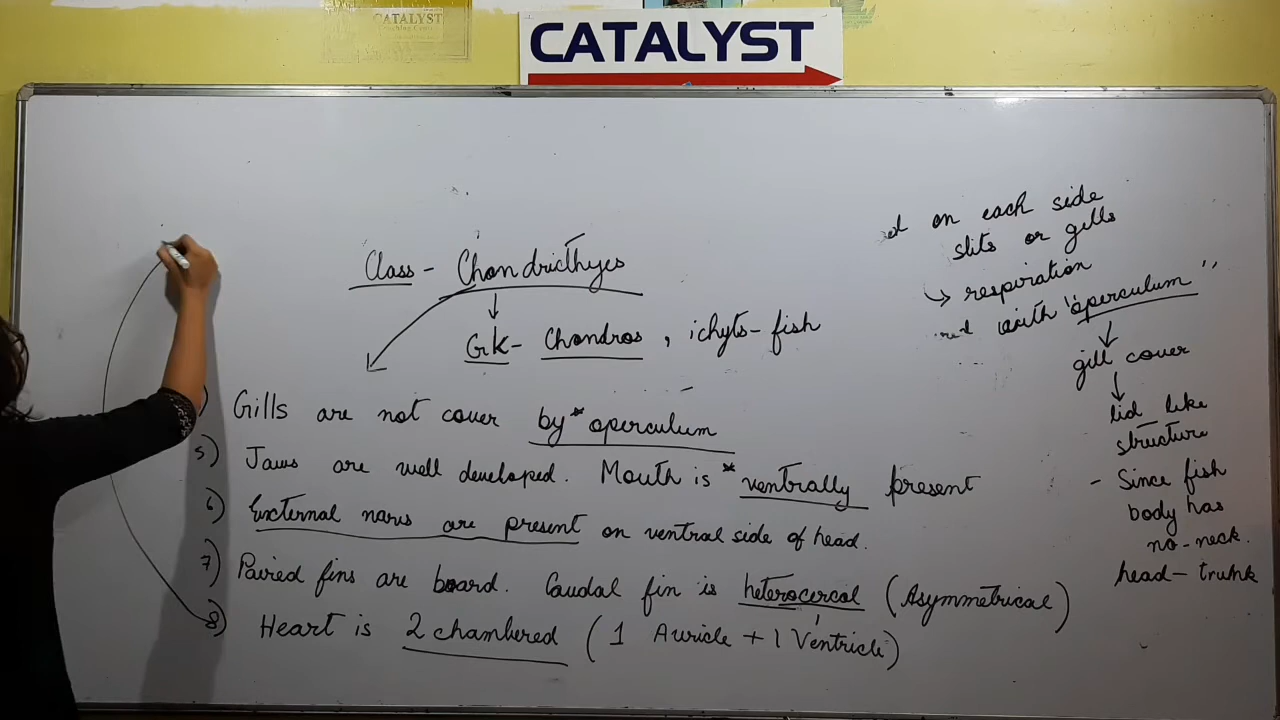 CATALYST
Teaching Centre
CATALYST
Class - Chondricthyes
GK - Chondros , ichyts - fish
Gills are not cover by * operculum
5) Jaws are well developed. Mouth is * ventrally present
6) External nares are present on ventral side of head.
7) Paired fins are board. Caudal fin is heterocercal (Asymmetrical)
8) Heart is 2 chambered (1 Auricle + 1 Ventricle)
on each side
slits or gills
↳ respiration
with "operculum"
↓
gill cover
↓
lid like
structure
- Since fish
body has
no-neck.
head - trunk